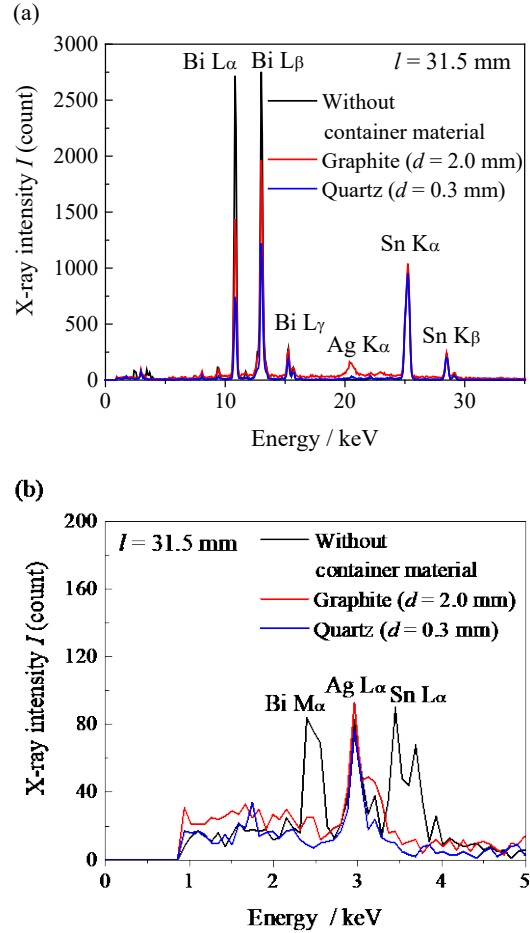 (a)
3000
2500
2000
1500
1000
500
0
0 10 20 30
X-ray intensity I (count)
Energy / keV
Bi Lα Bi Lβ
l = 31.5 mm
Without
container material
Graphite (d = 2.0 mm)
Quartz (d = 0.3 mm)
Sn Kα
Bi Lγ
Ag Kα
Sn Kβ
(b)
200
160
120
80
40
0
0 1 2 3 4 5
X-ray intensity I (count)
Energy / keV
l = 31.5 mm
Without
container material
Graphite (d = 2.0 mm)
Quartz (d = 0.3 mm)
Bi Mα
Ag Lα
Sn Lα